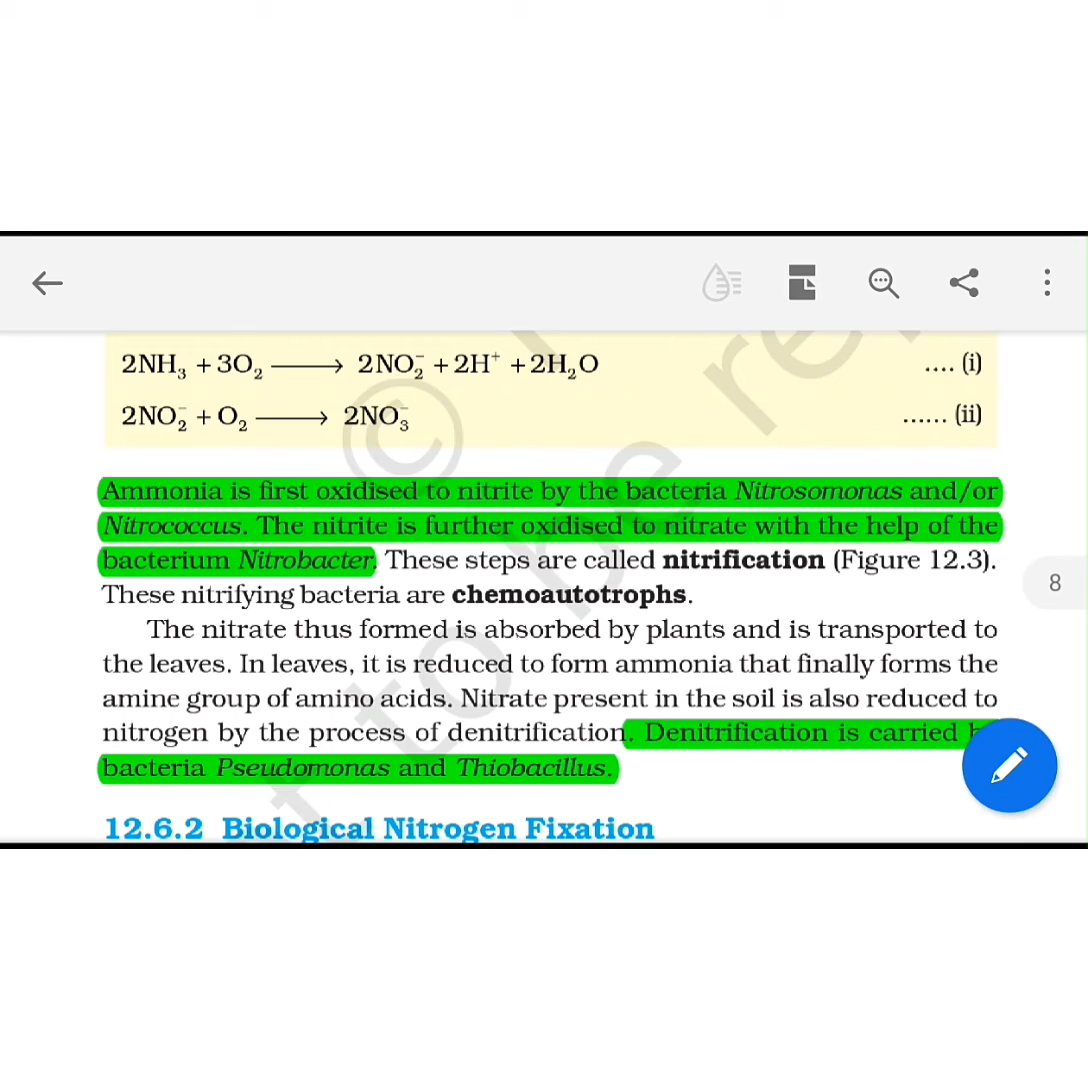 2NH₃ + 3O₂ ⟶ 2NO₂⁻ + 2H⁺ + 2H₂O .... (i)
2NO₂⁻ + O₂ ⟶ 2NO₃⁻ ...... (ii)
Ammonia is first oxidised to nitrite by the bacteria Nitrosomonas and/or
Nitrococcus. The nitrite is further oxidised to nitrate with the help of the
bacterium Nitrobacter. These steps are called nitrification (Figure 12.3).
These nitrifying bacteria are chemoautotrophs.
The nitrate thus formed is absorbed by plants and is transported to
the leaves. In leaves, it is reduced to form ammonia that finally forms the
amine group of amino acids. Nitrate present in the soil is also reduced to
nitrogen by the process of denitrification. Denitrification is carried
bacteria Pseudomonas and Thiobacillus.
12.6.2 Biological Nitrogen Fixation
8
© to be re